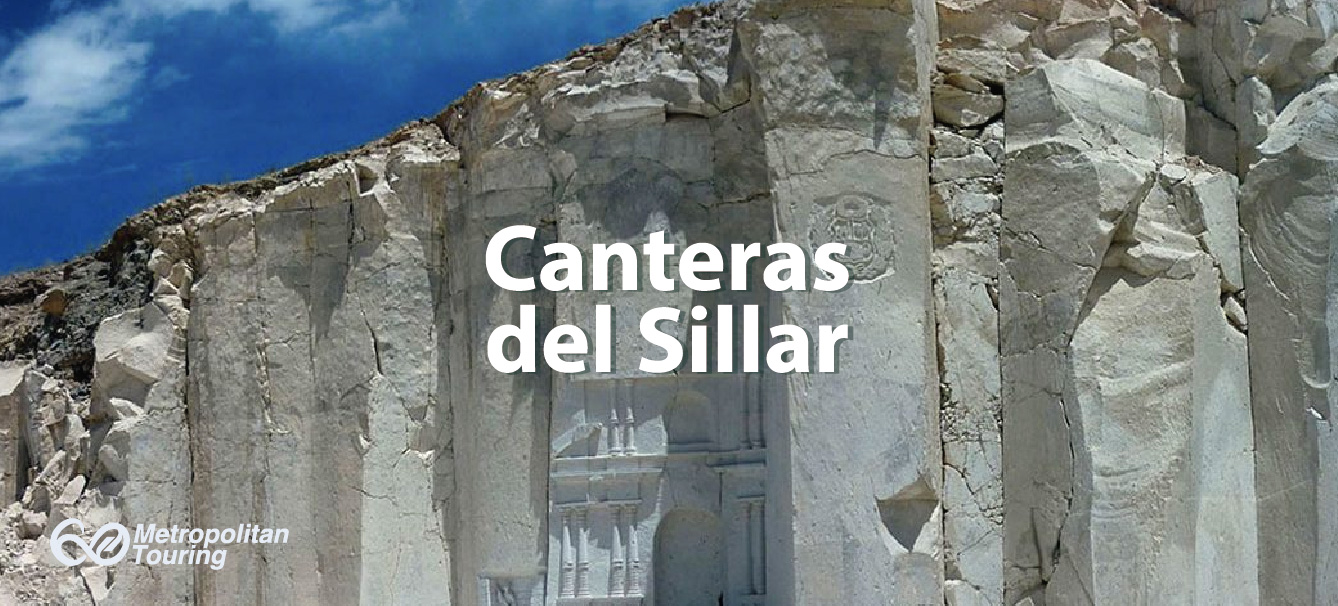 Canteras
del Sillar
Metropolitan
Touring